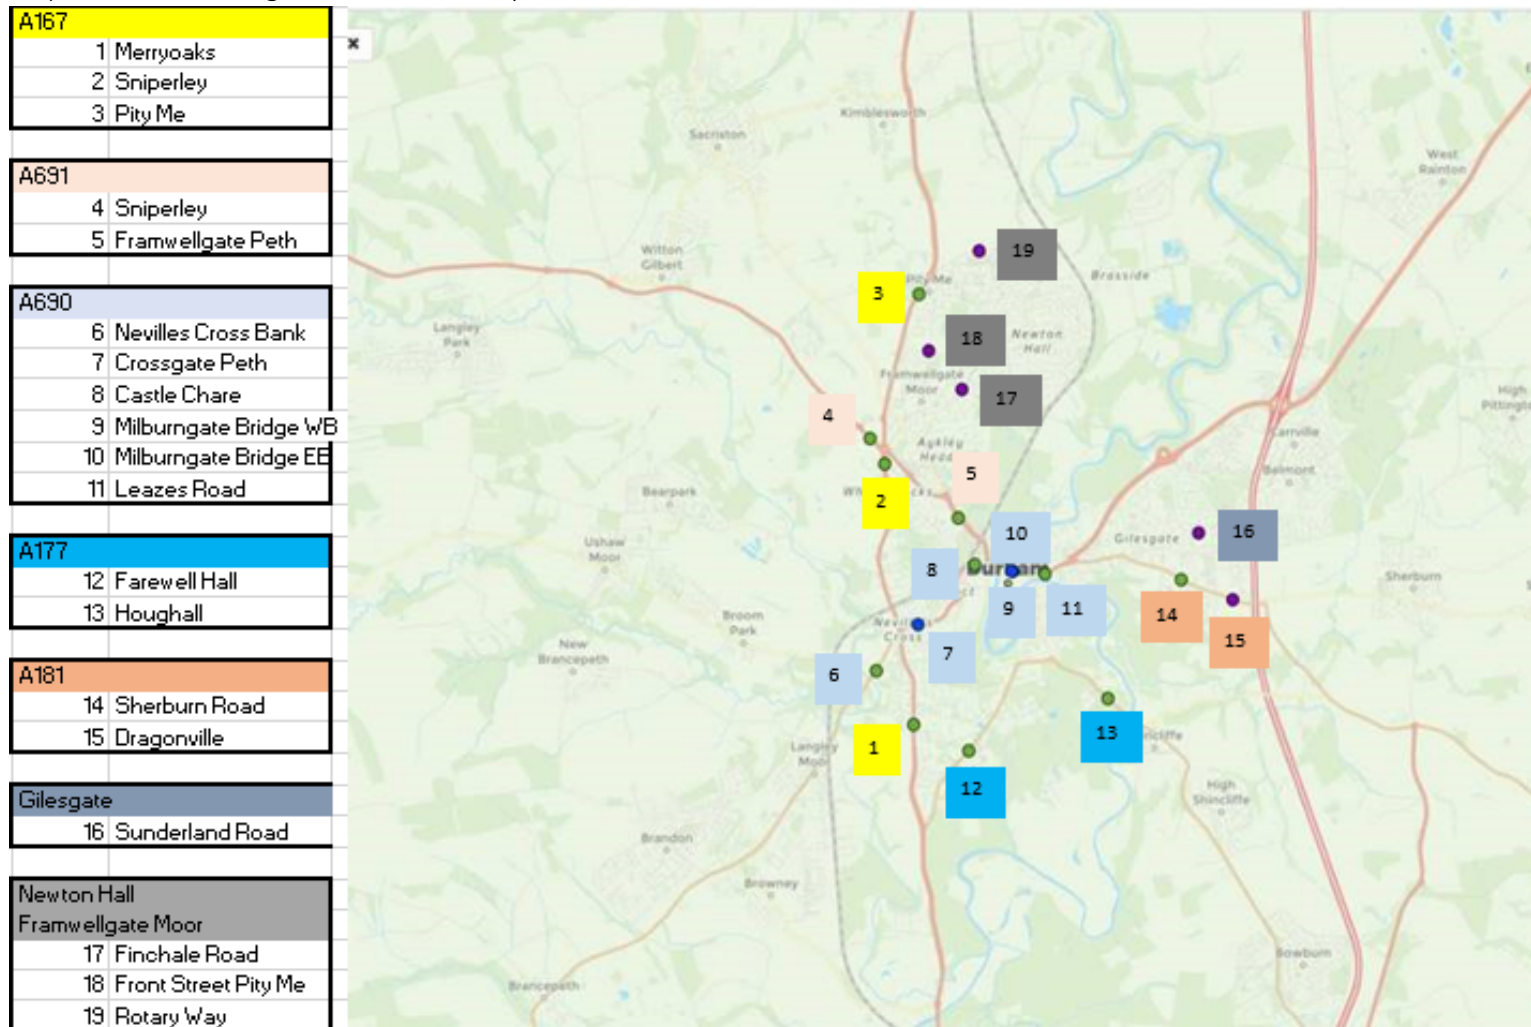 A167
1 Merryoaks
2 Sniperley
3 Pity Me
A691
4 Sniperley
5 Framwellgate Peth
A690
6 Nevilles Cross Bank
7 Crossgate Peth
8 Castle Chare
9 Milburngate Bridge WB
10 Milburngate Bridge EB
11 Leazes Road
A177
12 Farewell Hall
13 Houghall
A181
14 Sherburn Road
15 Dragonville
Gilesgate
16 Sunderland Road
Newton Hall
Framwellgate Moor
17 Finchale Road
18 Front Street Pity Me
19 Rotary Way
Kimblesworth
Sacriston
West
Rainton
Witton
Gilbert
19
Brasside
Pity Me
3
Langley
Park
18
Newton
Hall
Framwellgate
Moor
17
High
4
Carrville
Aykley
5
Belmont
Bearpark
2
10
Gilesgate
16
Ushaw
Moor
8
Durham
Sherburn
9
11
14
Broom
Park
Nevilles
Cross
15
New
Brancepeth
7
6
1
13
Langley
Moor
12
High
Shincliffe
Brandon
Browney
Bowburn
Brancepeth